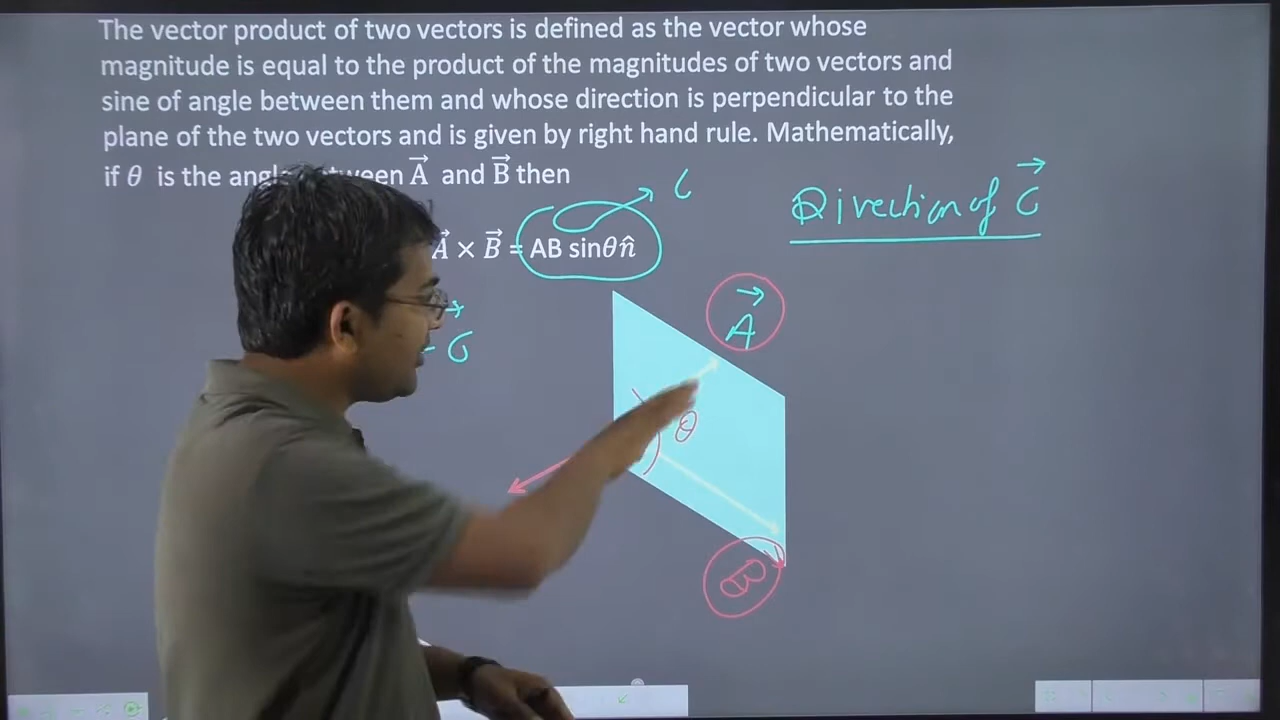 The vector product of two vectors is defined as the vector whose
magnitude is equal to the product of the magnitudes of two vectors and
sine of angle between them and whose direction is perpendicular to the
plane of the two vectors and is given by right hand rule. Mathematically,
if θ is the angle between A⃗ and B⃗ then
C
Direction of C⃗
A⃗ × B⃗ = AB sinθn̂
A⃗
C⃗
θ
B